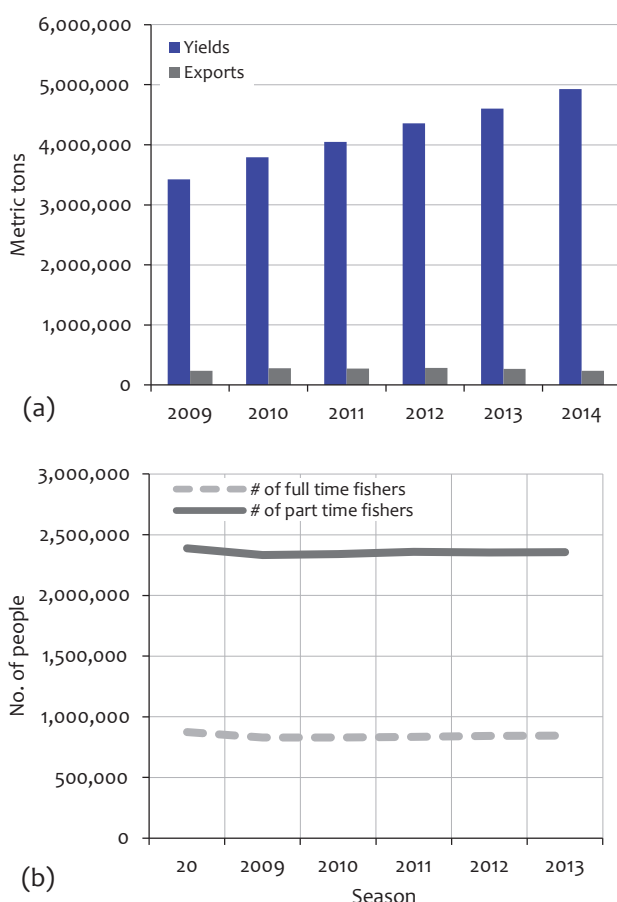 6,000,000
Yields
Exports
5,000,000
4,000,000
3,000,000
2,000,000
1,000,000
0
Metric tons
(a)
2009 2010 2011 2012 2013 2014
3,000,000
# of full time fishers
# of part time fishers
2,500,000
2,000,000
1,500,000
1,000,000
500,000
0
No. of people
20 2009 2010 2011 2012 2013
(b)
Season